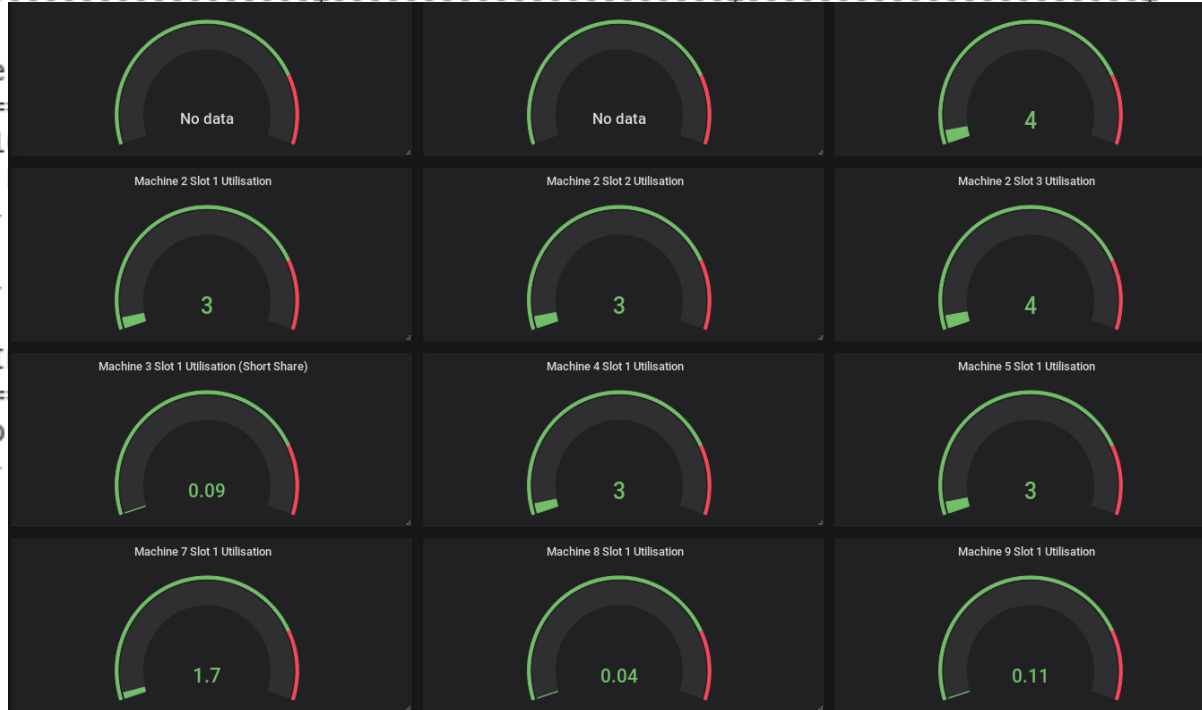 No data
No data
4
Machine 2 Slot 1 Utilisation
Machine 2 Slot 2 Utilisation
Machine 2 Slot 3 Utilisation
3
3
4
Machine 3 Slot 1 Utilisation (Short Share)
Machine 4 Slot 1 Utilisation
Machine 5 Slot 1 Utilisation
0.09
3
3
Machine 7 Slot 1 Utilisation
Machine 8 Slot 1 Utilisation
Machine 9 Slot 1 Utilisation
1.7
0.04
0.11